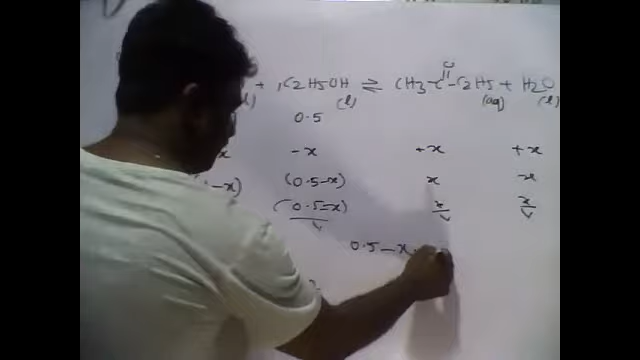 O
+ C2H5OH ⇌ CH3-C-C2H5 + H2O
(l) (l) (aq) (l)
0.5
x -x +x +x
-x) (0.5-x) x x
(0.5-x)/V x/V x/V
0.5-x